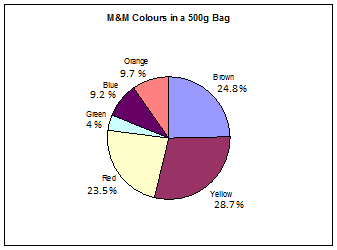 M&M Colours in a 500g Bag
Orange
9.7 %
Brown
24.8%
Blue
9.2 %
Green
4 %
Red
23.5%
Yellow
28.7%